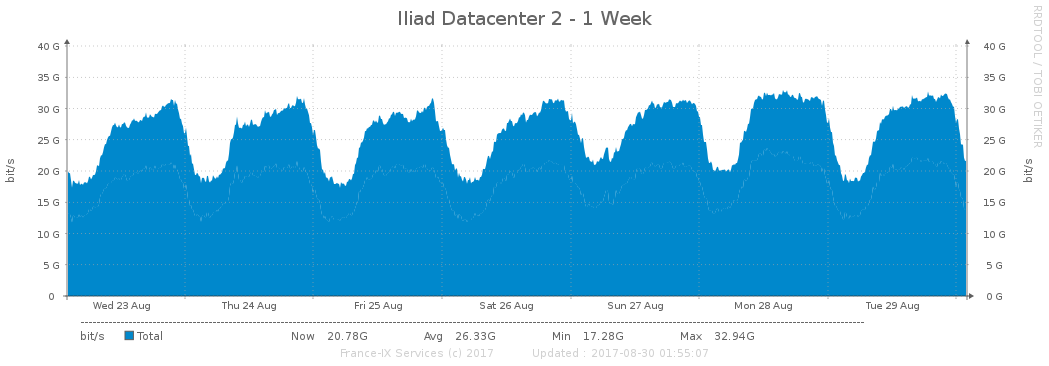 Iliad Datacenter 2 - 1 Week
RRDTOOL / TOBI OETIKER
40 G 40 G
35 G 35 G
30 G 30 G
25 G 25 G
20 G 20 G
15 G 15 G
10 G 10 G
5 G 5 G
0 0 G
bit/s
bit/s
Wed 23 Aug Thu 24 Aug Fri 25 Aug Sat 26 Aug Sun 27 Aug Mon 28 Aug Tue 29 Aug
bit/s Total Now 20.78G Avg 26.33G Min 17.28G Max 32.94G
France-IX Services (c) 2017 Updated : 2017-08-30 01:55:07